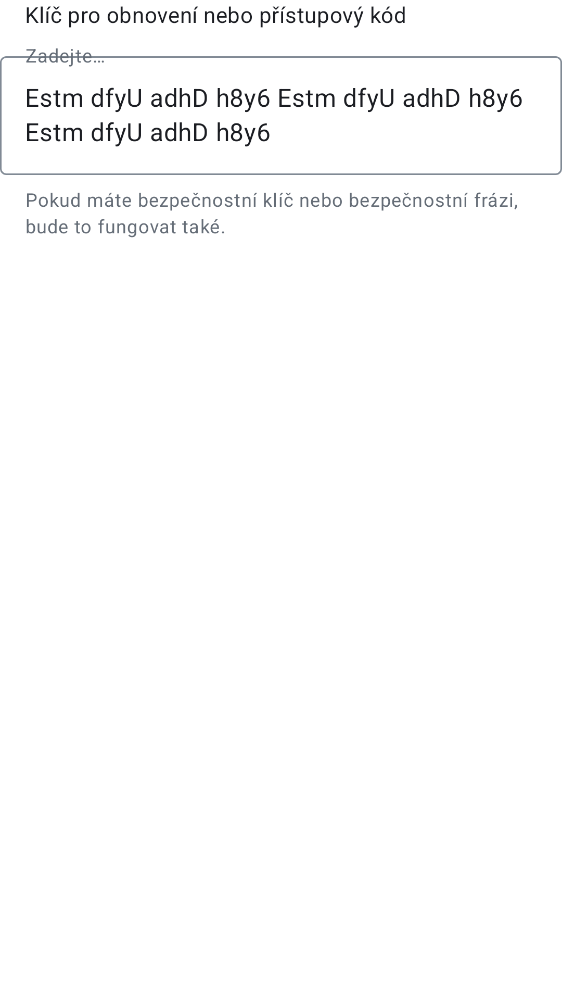 Klíč pro obnovení nebo přístupový kód
Zadejte…
Estm dfyU adhD h8y6 Estm dfyU adhD h8y6
Estm dfyU adhD h8y6
Pokud máte bezpečnostní klíč nebo bezpečnostní frázi,
bude to fungovat také.